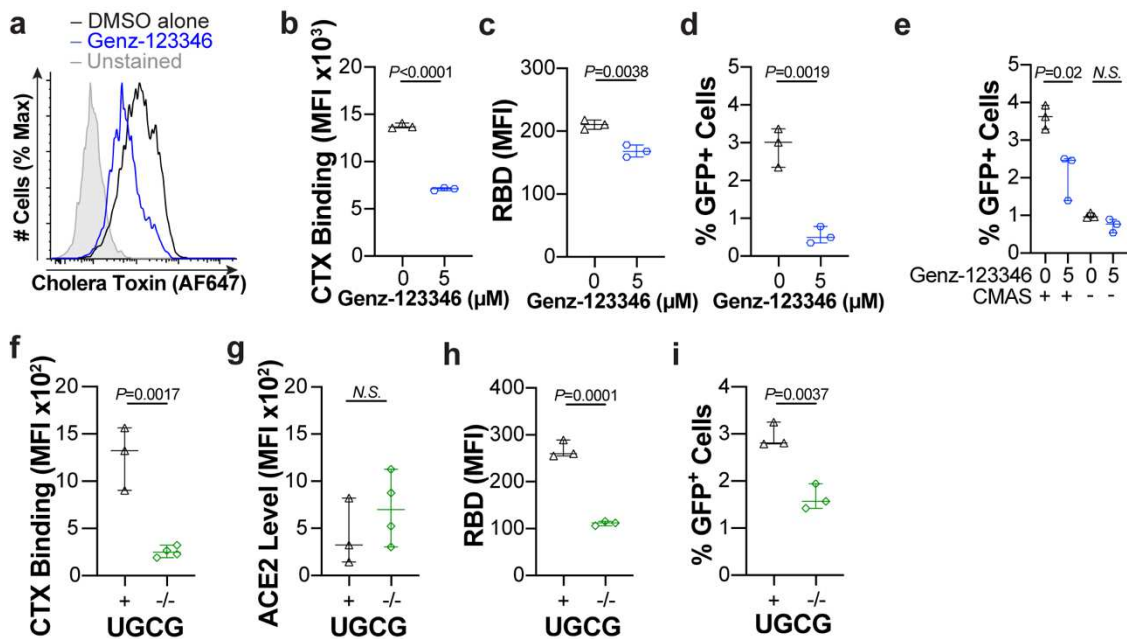 a
– DMSO alone
– Genz-123346
– Unstained
# Cells (% Max)
Cholera Toxin (AF647)
b
CTX Binding (MFI x10³)
20
15
10
5
0
P<0.0001
0 5
Genz-123346 (µM)
c
RBD (MFI)
300
200
100
0
P=0.0038
0 5
Genz-123346 (µM)
d
% GFP+ Cells
5
4
3
2
1
0
P=0.0019
0 5
Genz-123346 (µM)
e
% GFP+ Cells
5
4
3
2
1
0
P=0.02 N.S.
Genz-123346 0 5 0 5
CMAS + + - -
f
CTX Binding (MFI x10²)
20
15
10
5
0
P=0.0017
+ -/-
UGCG
g
ACE2 Level (MFI x10²)
20
15
10
5
0
N.S.
+ -/-
UGCG
h
RBD (MFI)
400
300
200
100
0
P=0.0001
+ -/-
UGCG
i
% GFP⁺ Cells
4
3
2
1
0
P=0.0037
+ -/-
UGCG